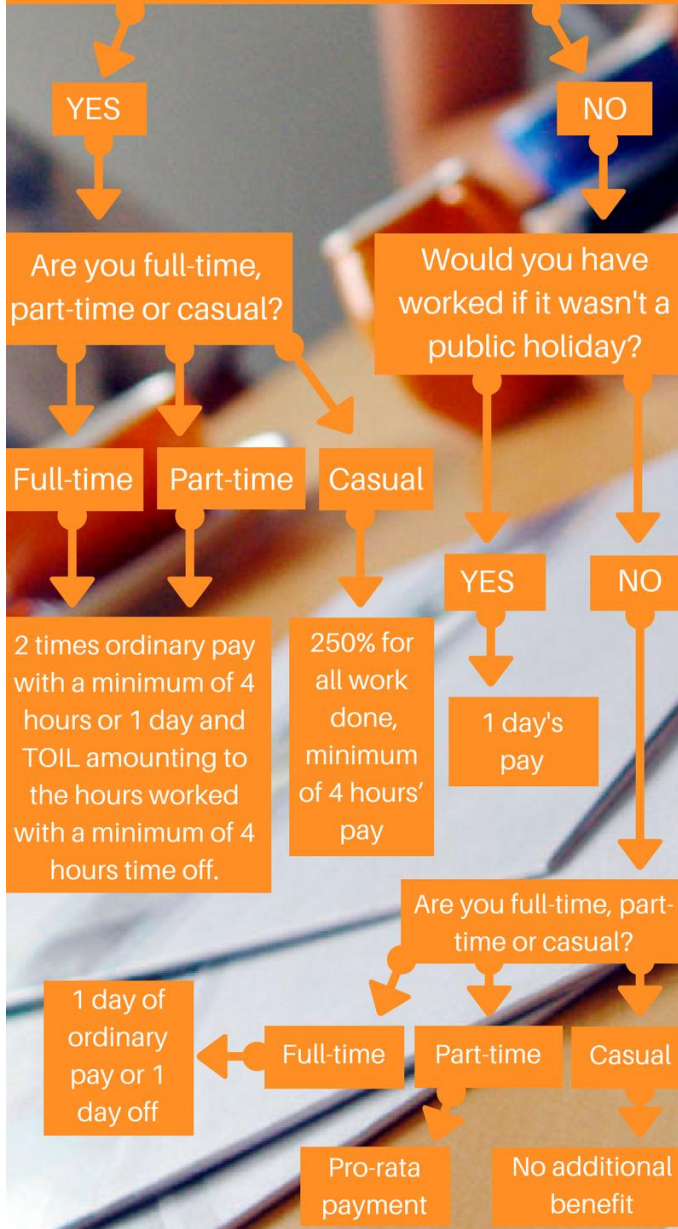 YES
NO
Are you full-time,
part-time or casual?
Would you have
worked if it wasn't a
public holiday?
Full-time
Part-time
Casual
YES
NO
2 times ordinary pay
with a minimum of 4
hours or 1 day and
TOIL amounting to
the hours worked
with a minimum of 4
hours time off.
250% for
all work
done,
minimum
of 4 hours’
pay
1 day's
pay
Are you full-time, part-
time or casual?
Full-time
Part-time
Casual
1 day of
ordinary
pay or 1
day off
Pro-rata
payment
No additional
benefit